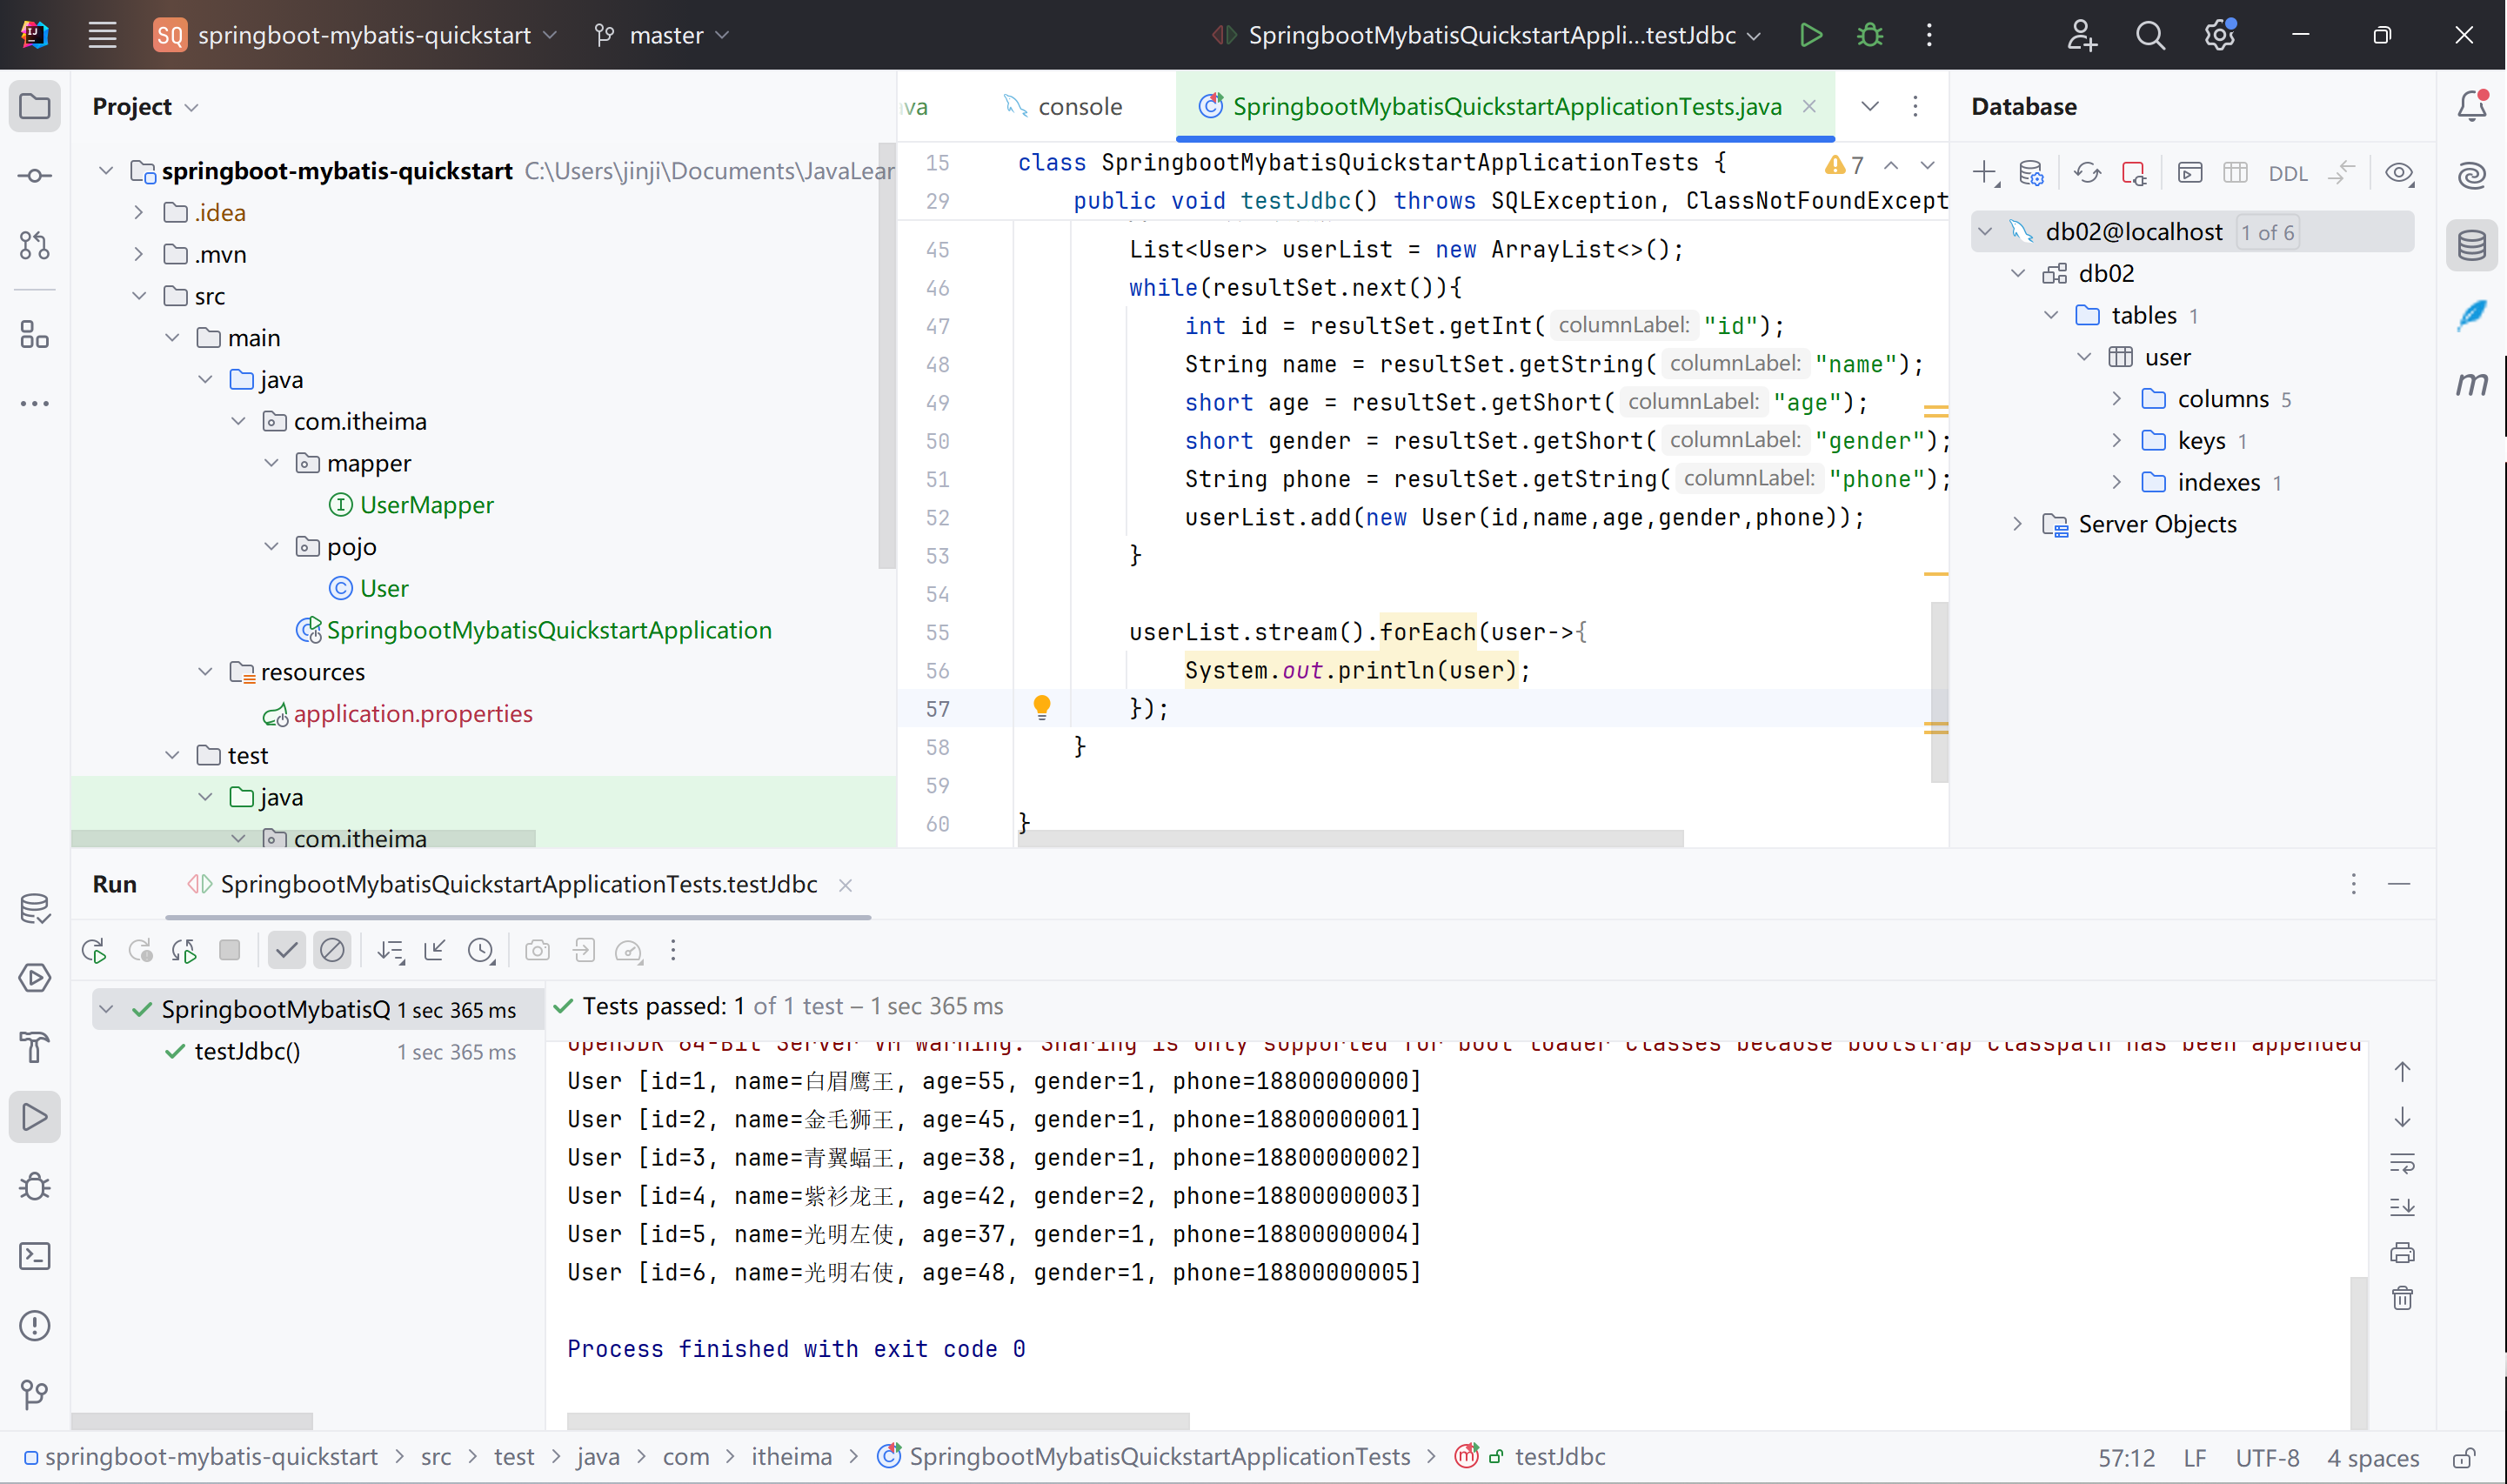 SQ springboot-mybatis-quickstart master SpringbootMybatisQuickstartAppli...testJdbc
Project
springboot-mybatis-quickstart C:\Users\jinji\Documents\JavaLear
.idea
.mvn
src
main
java
com.itheima
mapper
UserMapper
pojo
User
SpringbootMybatisQuickstartApplication
resources
application.properties
test
java
com.itheima
va console SpringbootMybatisQuickstartApplicationTests.java
15 class SpringbootMybatisQuickstartApplicationTests { 7
29 public void testJdbc() throws SQLException, ClassNotFoundExcept
45 List<User> userList = new ArrayList<>();
46 while(resultSet.next()){
47 int id = resultSet.getInt( columnLabel: "id");
48 String name = resultSet.getString( columnLabel: "name");
49 short age = resultSet.getShort( columnLabel: "age");
50 short gender = resultSet.getShort( columnLabel: "gender");
51 String phone = resultSet.getString( columnLabel: "phone");
52 userList.add(new User(id,name,age,gender,phone));
53 }
54
55 userList.stream().forEach(user->{
56 System.out.println(user);
57 });
58 }
59
60 }
Database
DDL
db02@localhost 1 of 6
db02
tables 1
user
columns 5
keys 1
indexes 1
Server Objects
m
Run SpringbootMybatisQuickstartApplicationTests.testJdbc
SpringbootMybatisQ 1 sec 365 ms
testJdbc() 1 sec 365 ms
Tests passed: 1 of 1 test – 1 sec 365 ms
OpenJDK 64-Bit Server VM warning: Sharing is only supported for boot loader classes because bootstrap classpath has been appended
User [id=1, name=白眉鹰王, age=55, gender=1, phone=18800000000]
User [id=2, name=金毛狮王, age=45, gender=1, phone=18800000001]
User [id=3, name=青翼蝠王, age=38, gender=1, phone=18800000002]
User [id=4, name=紫衫龙王, age=42, gender=2, phone=18800000003]
User [id=5, name=光明左使, age=37, gender=1, phone=18800000004]
User [id=6, name=光明右使, age=48, gender=1, phone=18800000005]
Process finished with exit code 0
springboot-mybatis-quickstart > src > test > java > com > itheima > SpringbootMybatisQuickstartApplicationTests > testJdbc
57:12 LF UTF-8 4 spaces